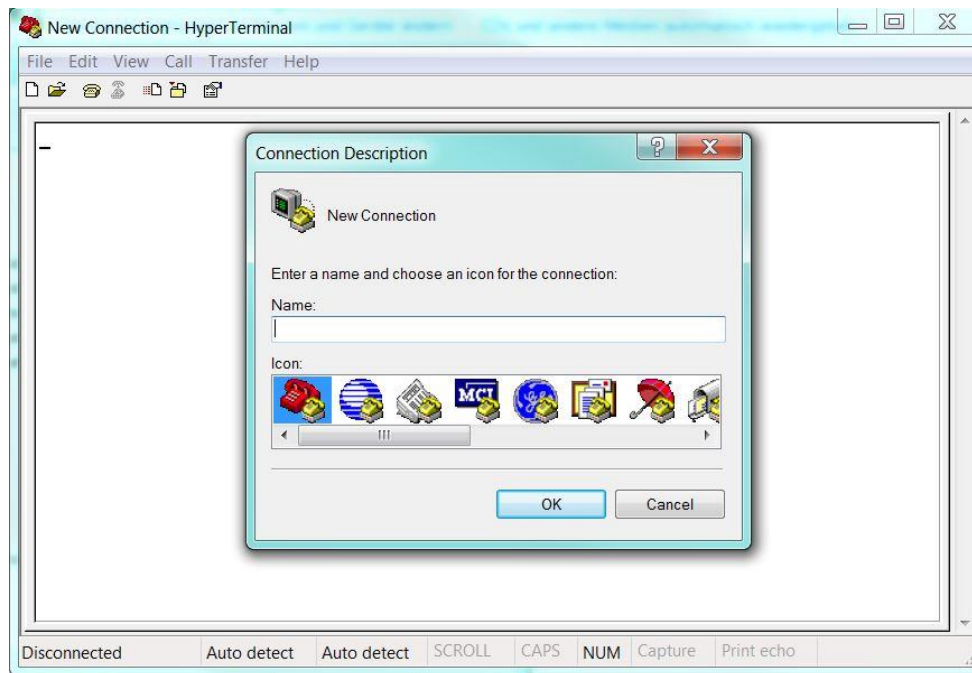 New Connection - HyperTerminal
File Edit View Call Transfer Help
Connection Description
New Connection
Enter a name and choose an icon for the connection:
Name:
Icon:
MCI
OK Cancel
Disconnected Auto detect Auto detect SCROLL CAPS NUM Capture Print echo